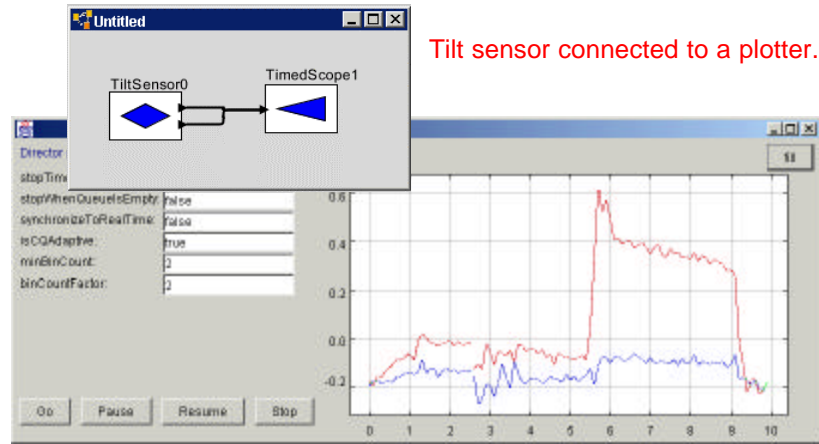 Untitled
Tilt sensor connected to a plotter.
TiltSensor0
TimedScope1
Director
fill
stopTime
stopWhenQueueIsEmpty: false
synchronizeToRealTime: false
isCQAdaptive: true
minBinCount: 2
binCountFactor: 2
0.6
0.4
0.2
0.0
-0.2
Go Pause Resume Stop
0 1 2 3 4 5 6 7 8 9 10